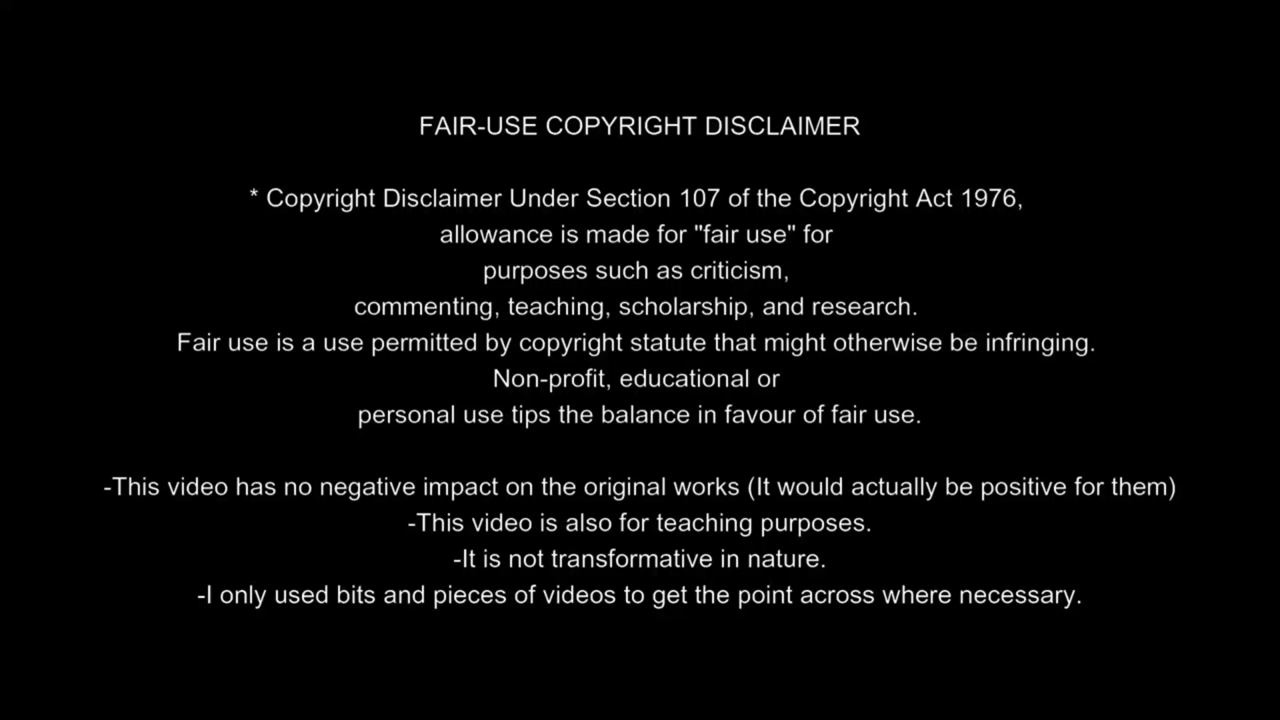 FAIR-USE COPYRIGHT DISCLAIMER
* Copyright Disclaimer Under Section 107 of the Copyright Act 1976,
allowance is made for "fair use" for
purposes such as criticism,
commenting, teaching, scholarship, and research.
Fair use is a use permitted by copyright statute that might otherwise be infringing.
Non-profit, educational or
personal use tips the balance in favour of fair use.
-This video has no negative impact on the original works (It would actually be positive for them)
-This video is also for teaching purposes.
-It is not transformative in nature.
-I only used bits and pieces of videos to get the point across where necessary.